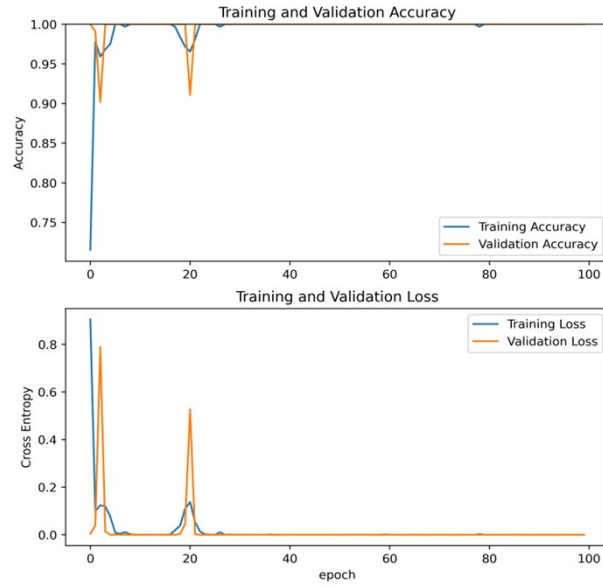 Training and Validation Accuracy
1.00
0.95
0.90
0.85
0.80
0.75
Accuracy
Training Accuracy
Validation Accuracy
0 20 40 60 80 100
Training and Validation Loss
0.8
0.6
0.4
0.2
0.0
Cross Entropy
Training Loss
Validation Loss
0 20 40 60 80 100
epoch